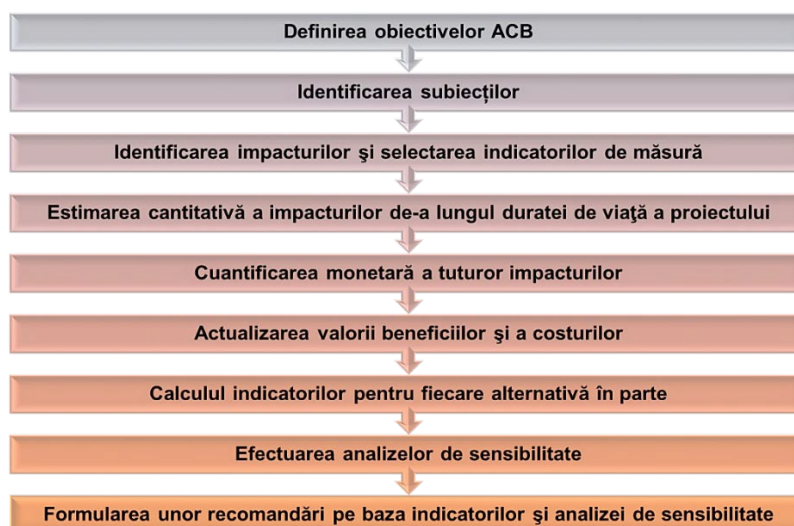 Definirea obiectivelor ACB
Identificarea subiecților
Identificarea impacturilor şi selectarea indicatorilor de măsură
Estimarea cantitativă a impacturilor de-a lungul duratei de viaţă a proiectului
Cuantificarea monetară a tuturor impacturilor
Actualizarea valorii beneficiilor şi a costurilor
Calculul indicatorilor pentru fiecare alternativă în parte
Efectuarea analizelor de sensibilitate
Formularea unor recomandări pe baza indicatorilor şi analizei de sensibilitate